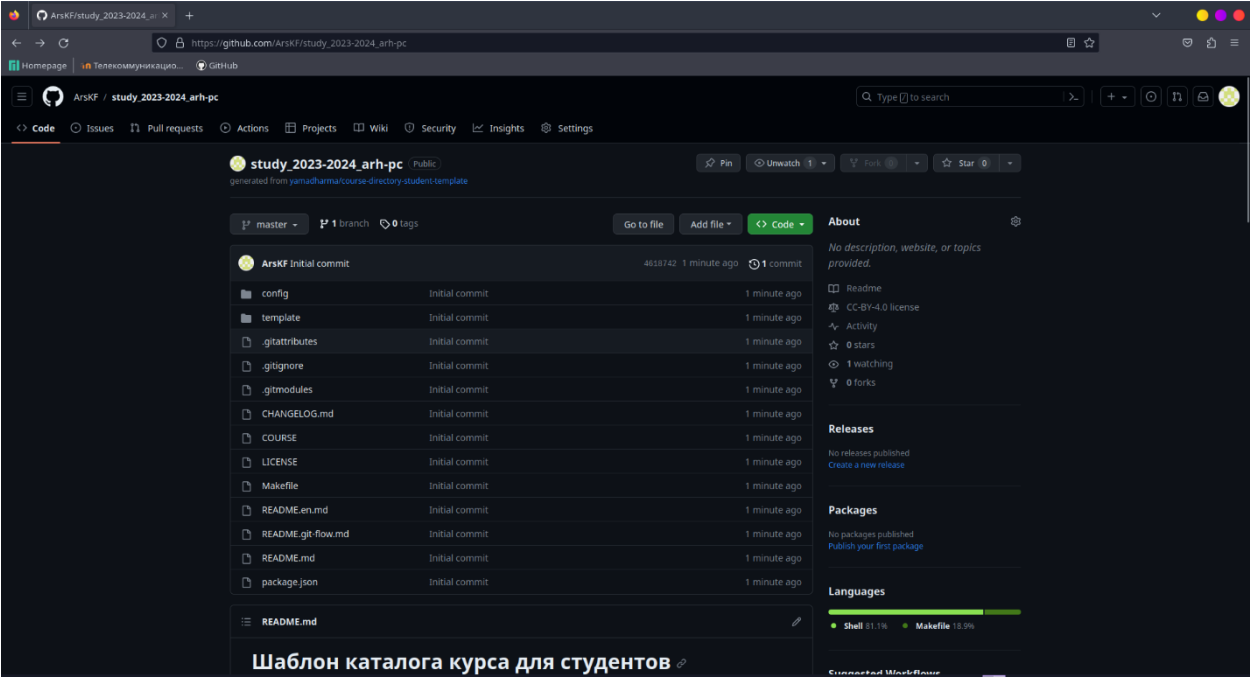 ArsKF/study_2023-2024_ar
https://github.com/ArsKF/study_2023-2024_arh-pc
Homepage Телекоммуникацио... GitHub
ArsKF / study_2023-2024_arh-pc Type / to search
Code Issues Pull requests Actions Projects Wiki Security Insights Settings
study_2023-2024_arh-pc Public Pin Unwatch 1 Fork 0 Star 0
generated from yamadharma/course-directory-student-template
master 1 branch 0 tags Go to file Add file Code
ArsKF Initial commit 4618742 1 minute ago 1 commit
config Initial commit 1 minute ago
template Initial commit 1 minute ago
.gitattributes Initial commit 1 minute ago
.gitignore Initial commit 1 minute ago
.gitmodules Initial commit 1 minute ago
CHANGELOG.md Initial commit 1 minute ago
COURSE Initial commit 1 minute ago
LICENSE Initial commit 1 minute ago
Makefile Initial commit 1 minute ago
README.en.md Initial commit 1 minute ago
README.git-flow.md Initial commit 1 minute ago
README.md Initial commit 1 minute ago
package.json Initial commit 1 minute ago
README.md
Шаблон каталога курса для студентов
About
No description, website, or topics
provided.
Readme
CC-BY-4.0 license
Activity
0 stars
1 watching
0 forks
Releases
No releases published
Create a new release
Packages
No packages published
Publish your first package
Languages
Shell 81.1% Makefile 18.9%
Suggested Workflows